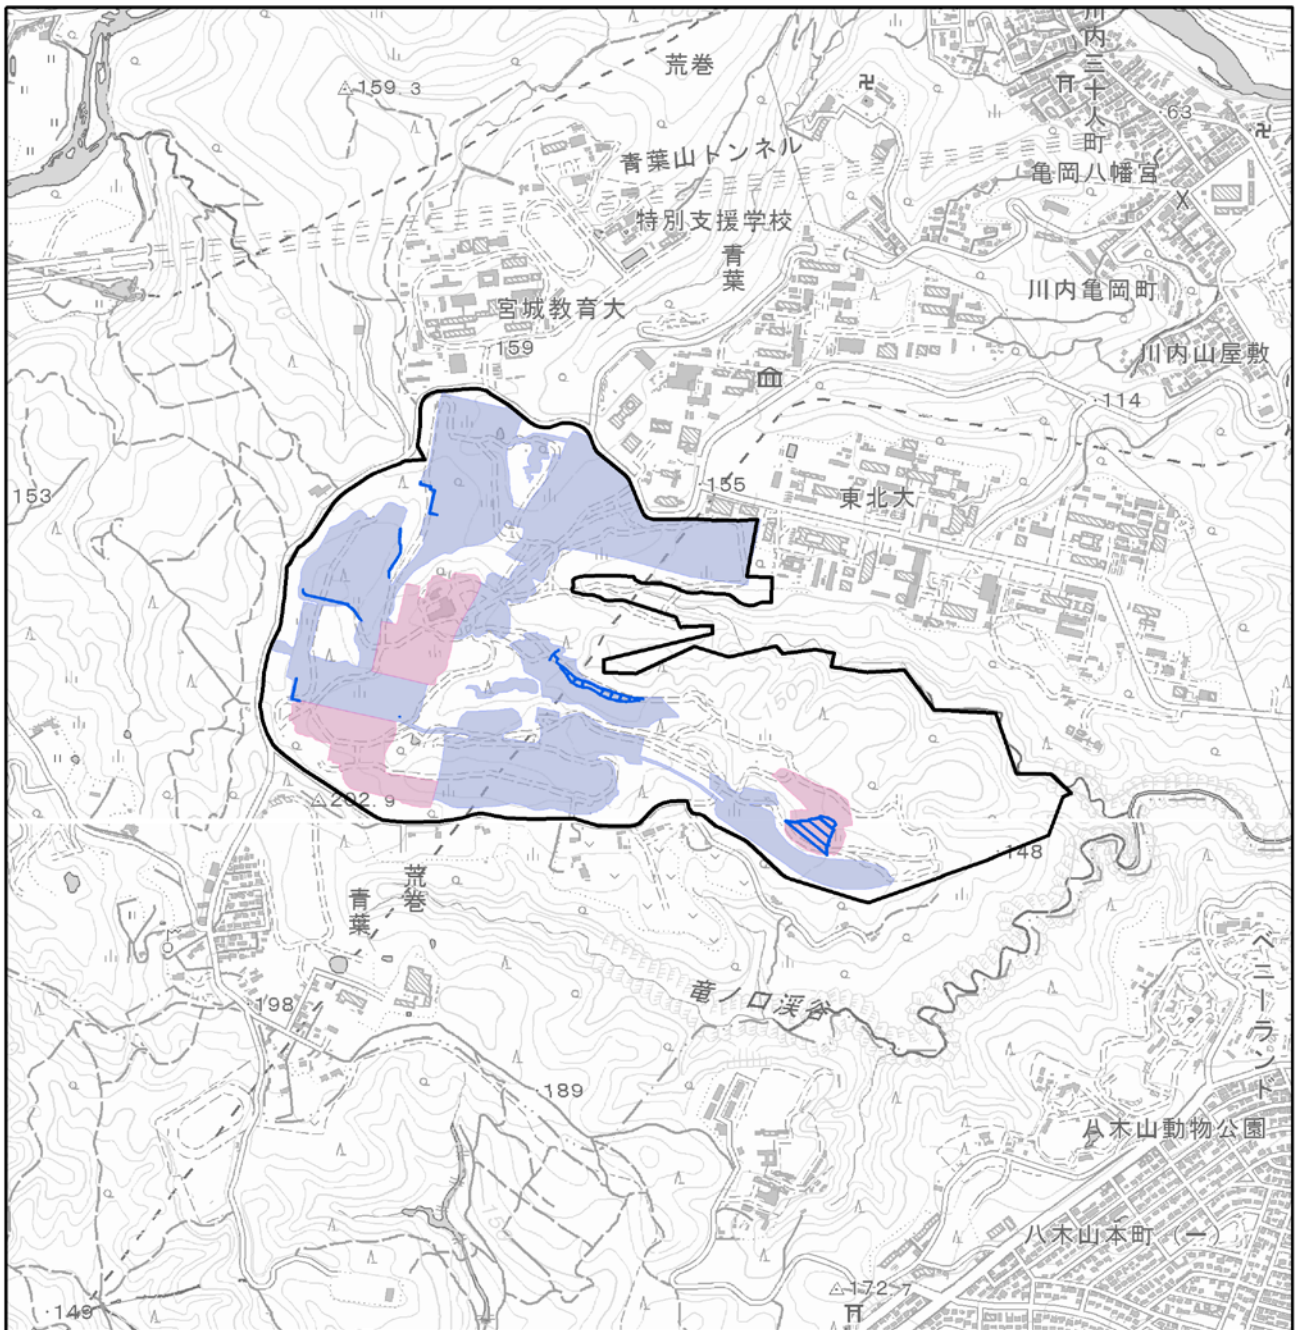 川内三十人町
荒巻
159.3
63
青葉山トンネル
亀岡八幡宮
特別支援学校
青葉
川内亀岡町
宮城教育大
159
川内山屋敷
114
153
155
東北大
160
202.9
148
荒巻
青葉
ベニーランド
竜ノ口渓谷
198
189
八木山動物公園
八木山本町(一)
172.7
149